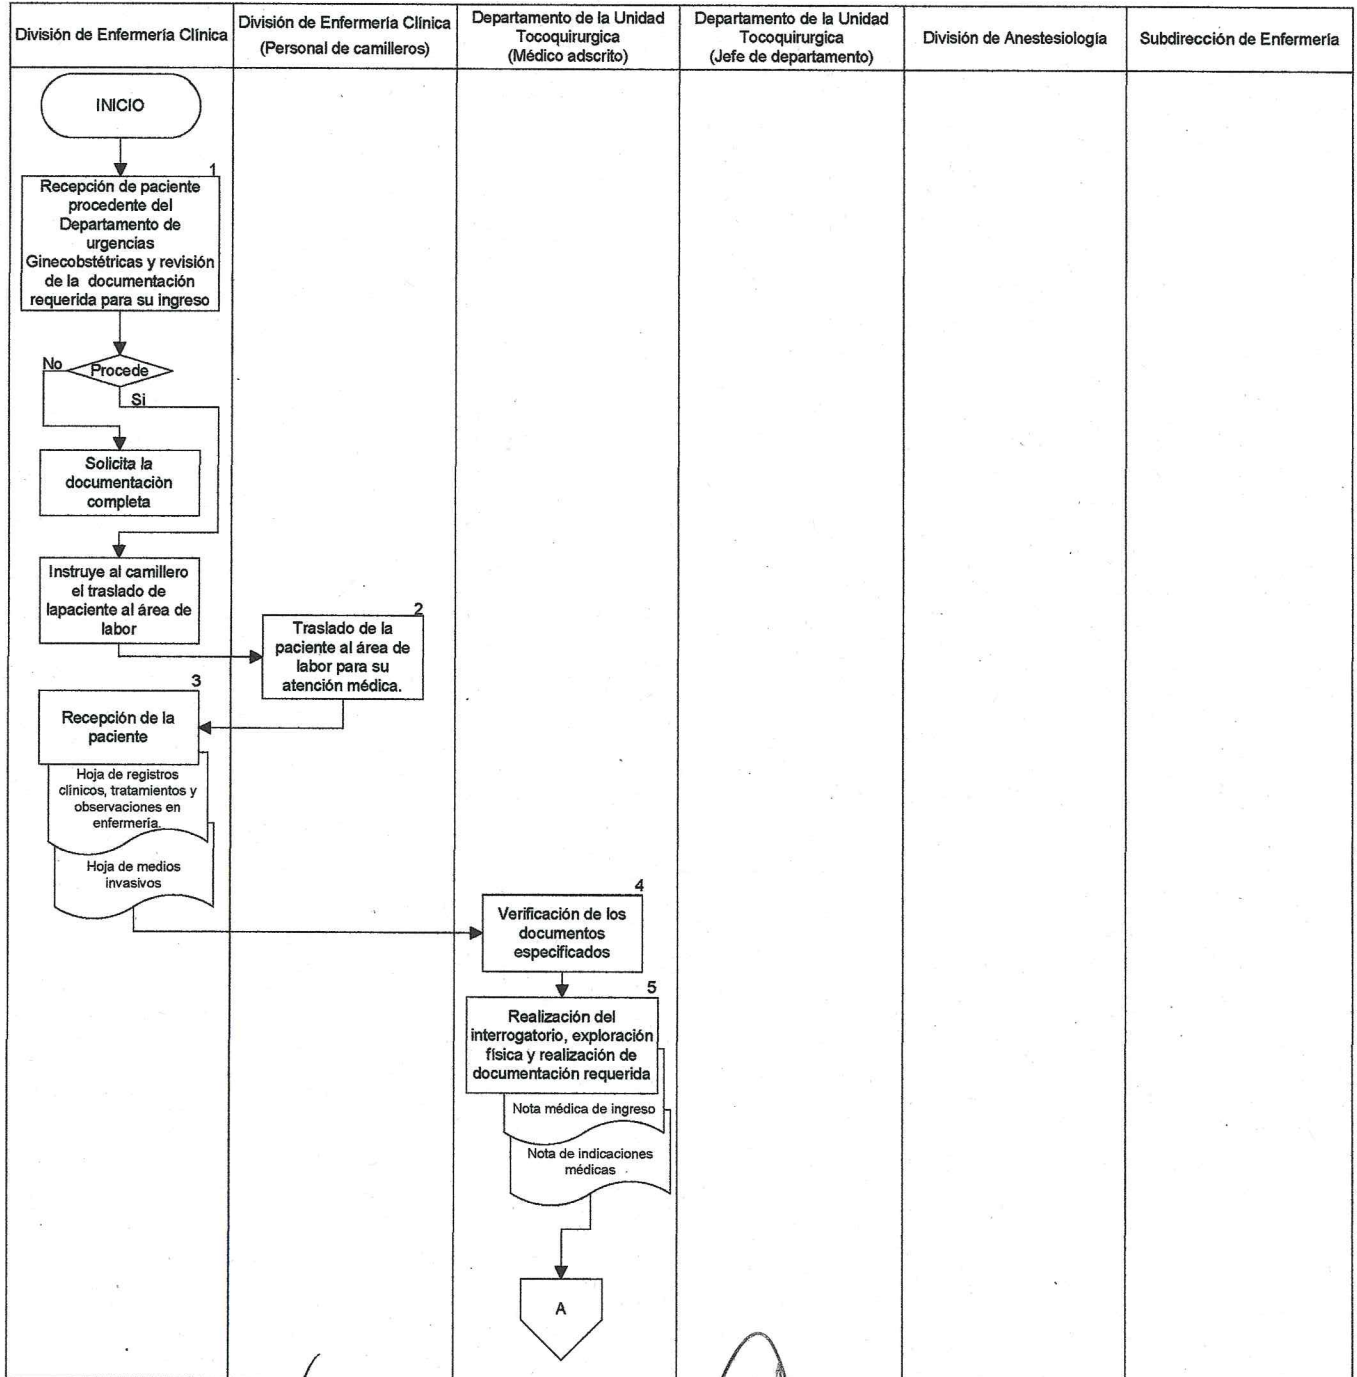 División de Enfermería Clínica
División de Enfermería Clínica
(Personal de camilleros)
Departamento de la Unidad
Tocoquirurgica
(Médico adscrito)
Departamento de la Unidad
Tocoquirurgica
(Jefe de departamento)
División de Anestesiología
Subdirección de Enfermería
INICIO
1
Recepción de paciente
procedente del
Departamento de
urgencias
Ginecobstétricas y revisión
de la documentación
requerida para su ingreso
No
Procede
Si
Solicita la
documentaciòn
completa
Instruye al camillero
el traslado de
lapaciente al área de
labor
2
Traslado de la
paciente al área de
labor para su
atención médica.
3
Recepción de la
paciente
Hoja de registros
clínicos, tratamientos y
observaciones en
enfermería.
Hoja de medios
invasivos
4
Verificación de los
documentos
especificados
5
Realización del
interrogatorio, exploración
física y realización de
documentación requerida
Nota médica de ingreso
Nota de indicaciones
médicas
A